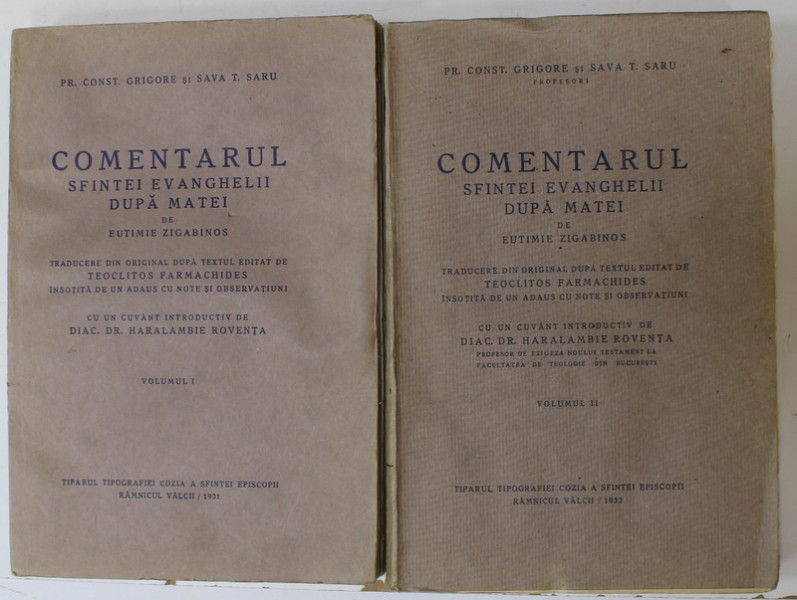 PR. CONST. GRIGORE ȘI SAVA T. SARU
COMENTARUL
SFINTEI EVANGHELII
DUPĂ MATEI
DE
EUTIMIE ZIGABINOS
TRADUCERE DIN ORIGINAL DUPĂ TEXTUL EDITAT DE
TEOCLITOS FARMACHIDES
ÎNSOȚITĂ DE UN ADAUS CU NOTE ȘI OBSERVAȚIUNI
CU UN CUVÂNT INTRODUCTIV DE
DIAC. DR. HARALAMBIE ROVENȚA
VOLUMUL I
TIPARUL TIPOGRAFIEI COZIA A SFINTEI EPISCOPII
RÂMNICUL VÂLCII / 1931
PR. CONST. GRIGORE ȘI SAVA T. SARU
PROFESORI
COMENTARUL
SFINTEI EVANGHELII
DUPĂ MATEI
DE
EUTIMIE ZIGABINOS
TRADUCERE DIN ORIGINAL DUPĂ TEXTUL EDITAT DE
TEOCLITOS FARMACHIDES
ÎNSOȚITĂ DE UN ADAUS CU NOTE ȘI OBSERVAȚIUNI
CU UN CUVÂNT INTRODUCTIV DE
DIAC. DR. HARALAMBIE ROVENȚA
PROFESOR DE EXEGEZA NOULUI TESTAMENT LA
FACULTATEA DE TEOLOGIE DIN BUCUREȘTI
VOLUMUL II
TIPARUL TIPOGRAFIEI COZIA A SFINTEI EPISCOPII
RÂMNICUL VÂLCII / 1933